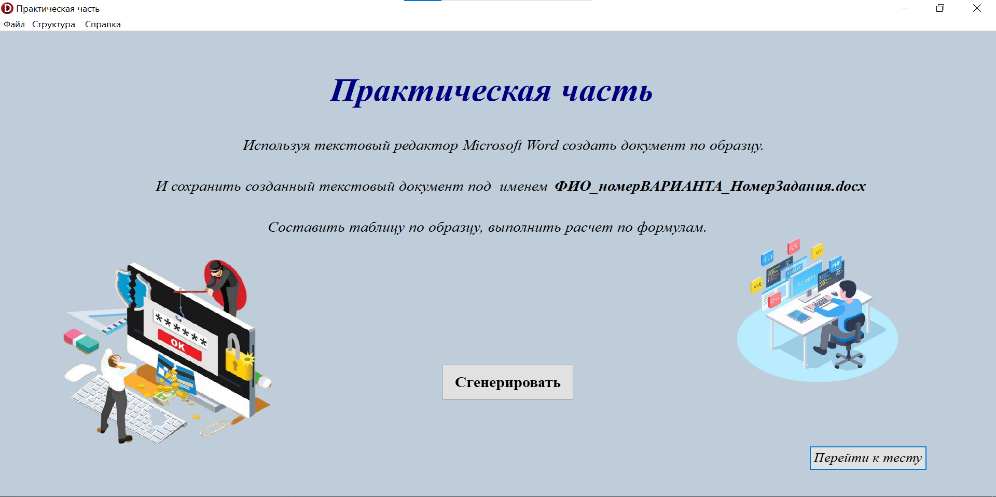 Практическая часть
Файл Структура Справка
Практическая часть
Используя текстовый редактор Microsoft Word создать документ по образцу.
И сохранить созданный текстовый документ под именем ФИО_номерВАРИАНТА_НомерЗадания.docx
Составить таблицу по образцу, выполнить расчет по формулам.
******
OK
Сгенерировать
Перейти к тесту